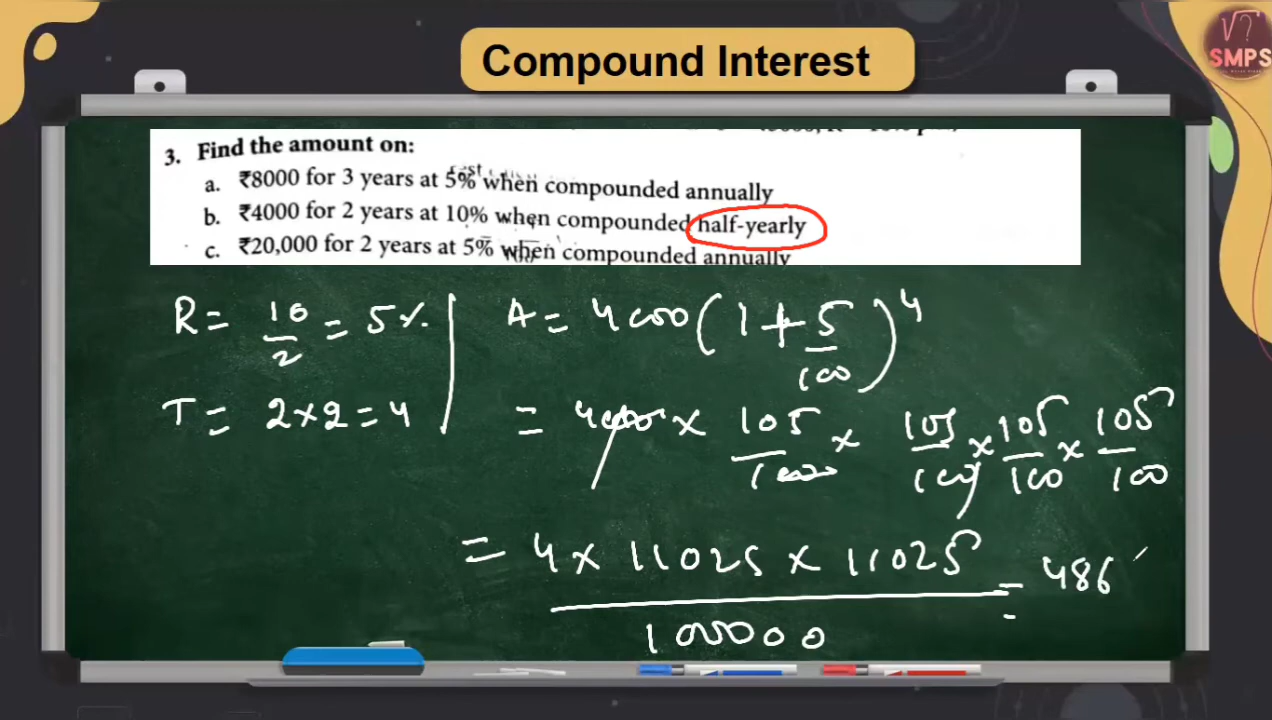 Compound Interest
√?
SMPS
3. Find the amount on:
a. ₹8000 for 3 years at 5% when compounded annually
b. ₹4000 for 2 years at 10% when compounded half-yearly
c. ₹20,000 for 2 years at 5% when compounded annually
R = 10/2 = 5%
A = 4000(1 + 5/100)^4
T = 2×2 = 4
= 4000 × 105/100 × 105/100 × 105/100 × 105/100
= 4 × 11025 × 11025 / 100000 = 486